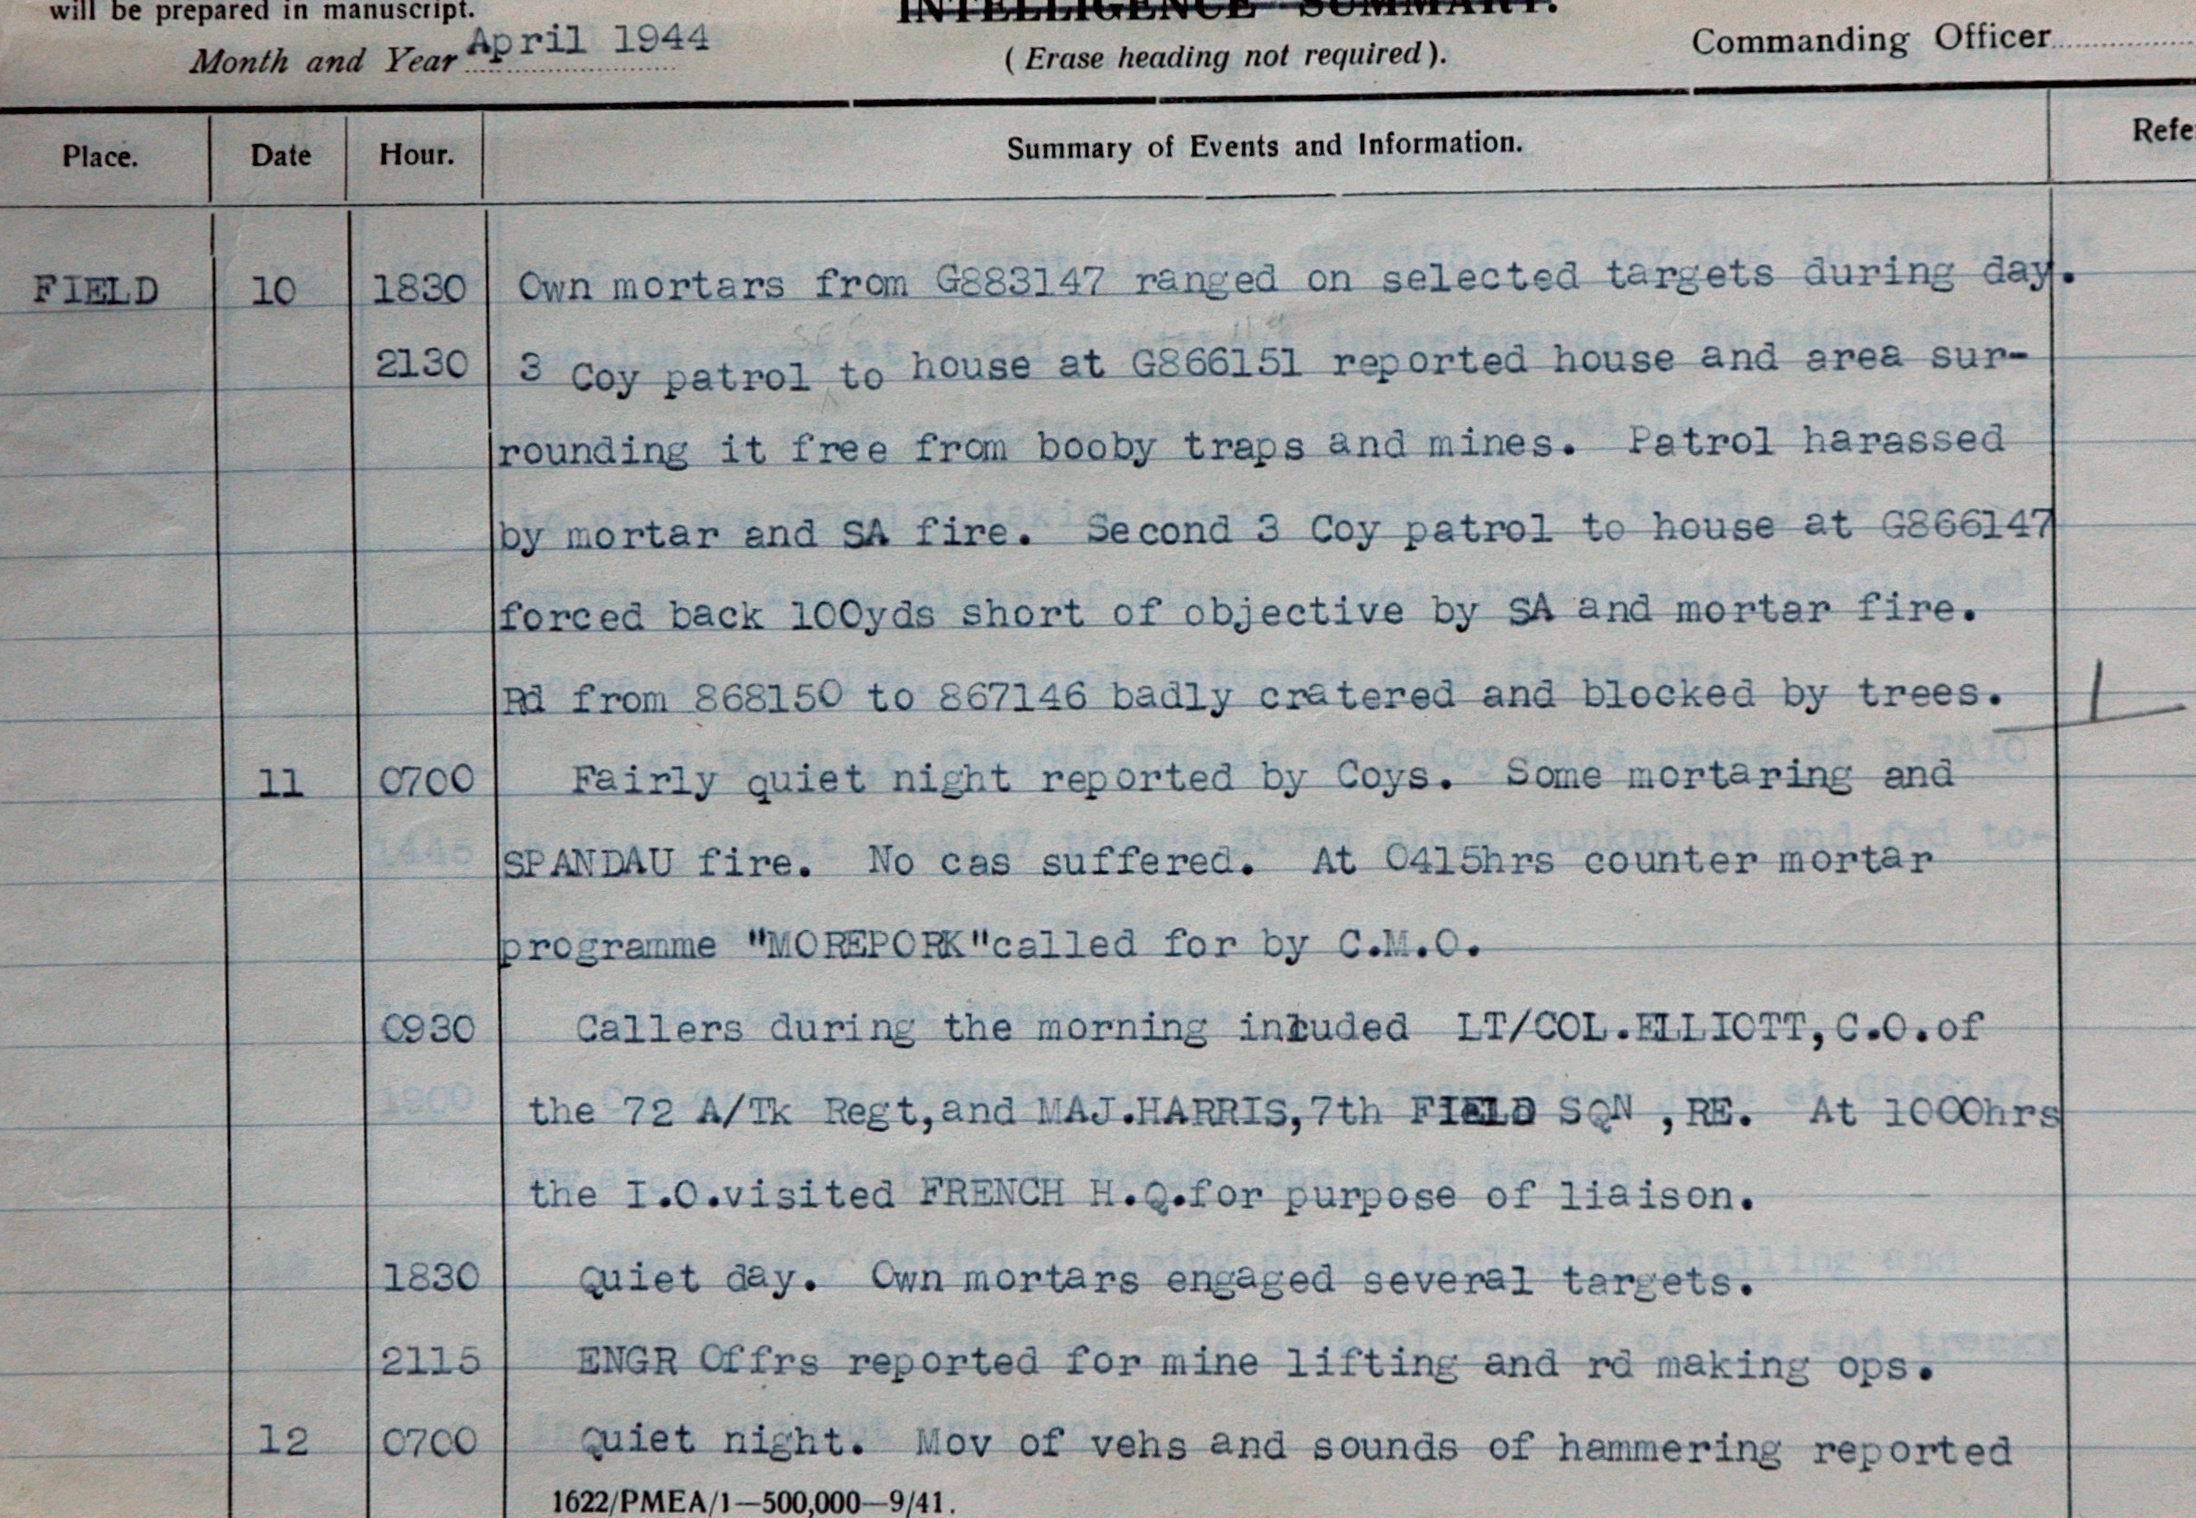 will be prepared in manuscript.
INTELLIGENCE SUMMARY.
Month and Year April 1944
(Erase heading not required).
Commanding Officer
Place. Date Hour. Summary of Events and Information. Refe
FIELD 10 1830 Own mortars from G883147 ranged on selected targets during day.
2130 3 Coy patrol to house at G866151 reported house and area sur-
rounding it free from booby traps and mines. Patrol harassed
by mortar and SA fire. Second 3 Coy patrol to house at G866147
forced back 100yds short of objective by SA and mortar fire.
Rd from 868150 to 867146 badly cratered and blocked by trees.
11 0700 Fairly quiet night reported by Coys. Some mortaring and
SPANDAU fire. No cas suffered. At 0415hrs counter mortar
programme "MOREPORK"called for by C.M.O.
0930 Callers during the morning inluded LT/COL.ELLIOTT,C.O.of
the 72 A/Tk Regt,and MAJ.HARRIS,7th FIELD SQN ,RE. At 1000hrs
the I.O.visited FRENCH H.Q.for purpose of liaison.
1830 Quiet day. Own mortars engaged several targets.
2115 ENGR Offrs reported for mine lifting and rd making ops.
12 0700 Quiet night. Mov of vehs and sounds of hammering reported
1622/PMEA/1—500,000—9/41.